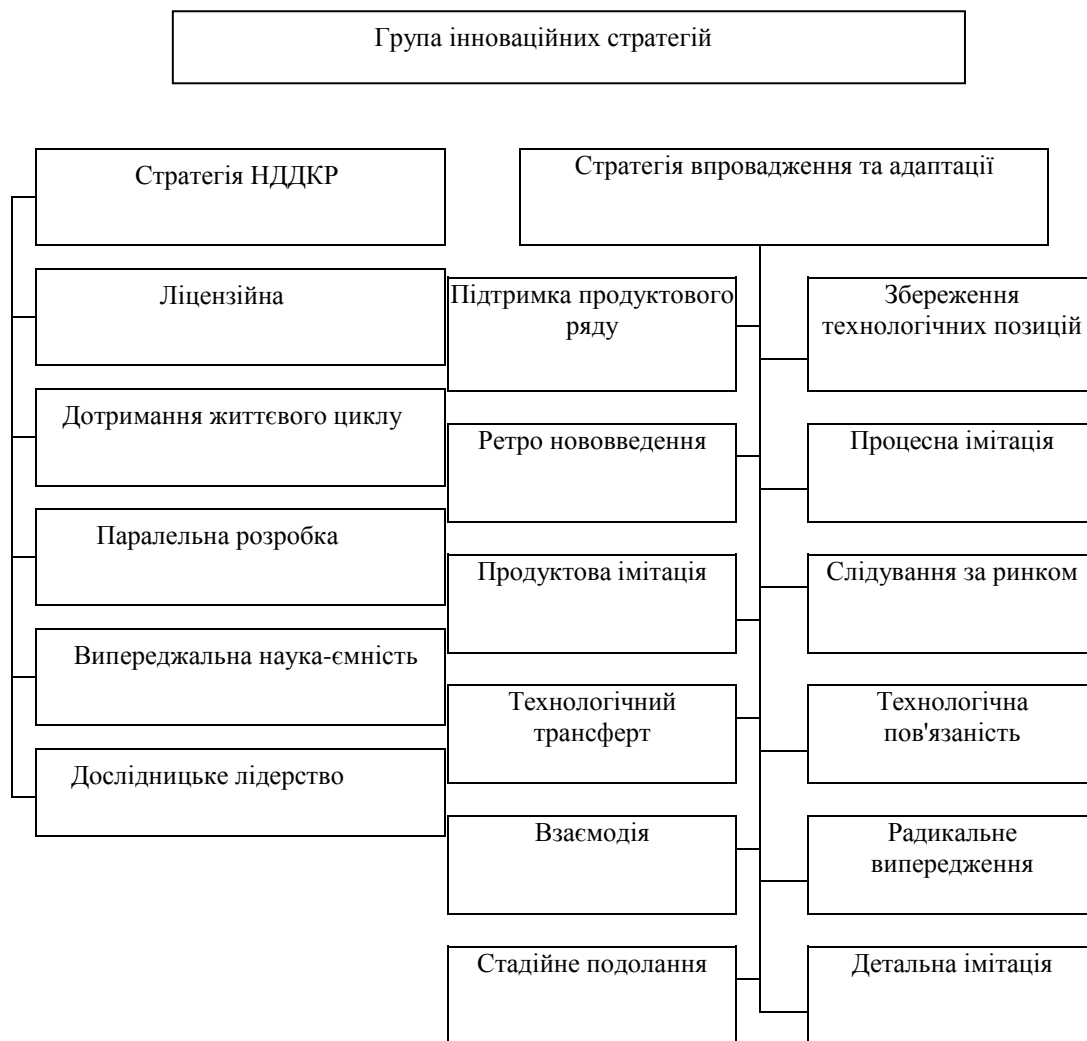 Група інноваційних стратегій
Стратегія НДДКР
Ліцензійна
Дотримання життєвого циклу
Паралельна розробка
Випереджальна наука-ємність
Дослідницьке лідерство
Стратегія впровадження та адаптації
Підтримка продуктового
ряду
Збереження
технологічних позицій
Ретро нововведення
Процесна імітація
Продуктова імітація
Слідування за ринком
Технологічний
трансферт
Технологічна
пов'язаність
Взаємодія
Радикальне
випередження
Стадійне подолання
Детальна імітація